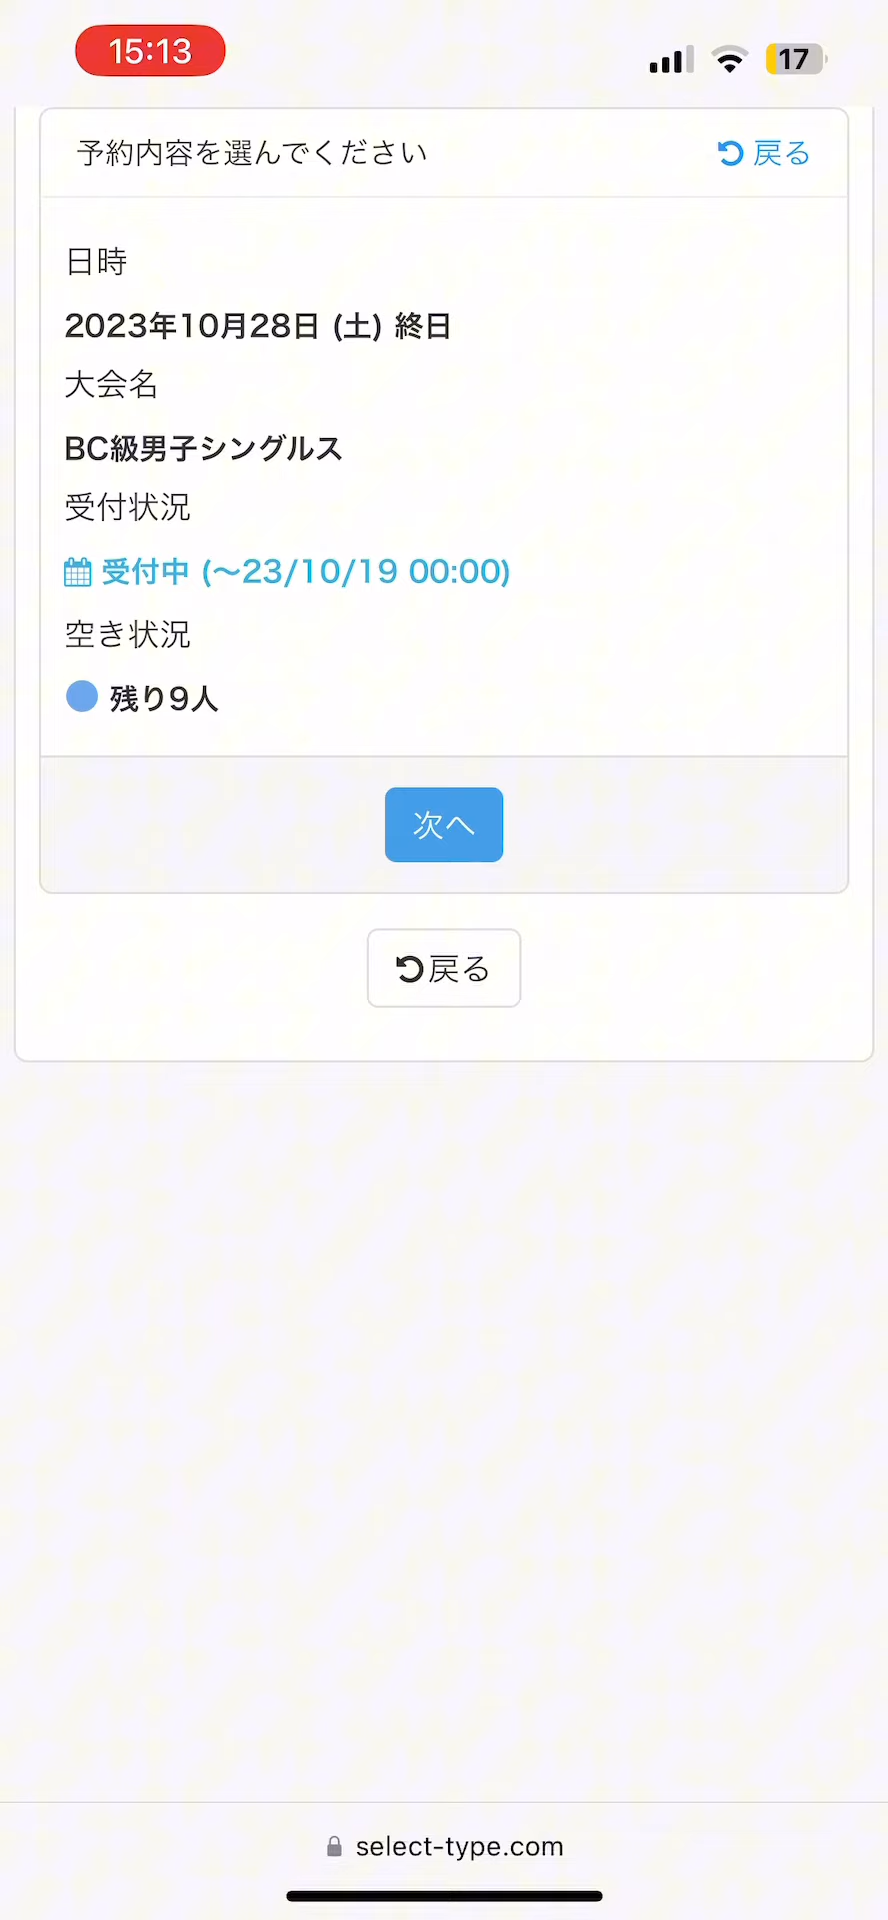 15:13
17
予約内容を選んでください
戻る
日時
2023年10月28日 (土) 終日
大会名
BC級男子シングルス
受付状況
受付中 (〜23/10/19 00:00)
空き状況
残り9人
次へ
戻る
select-type.com